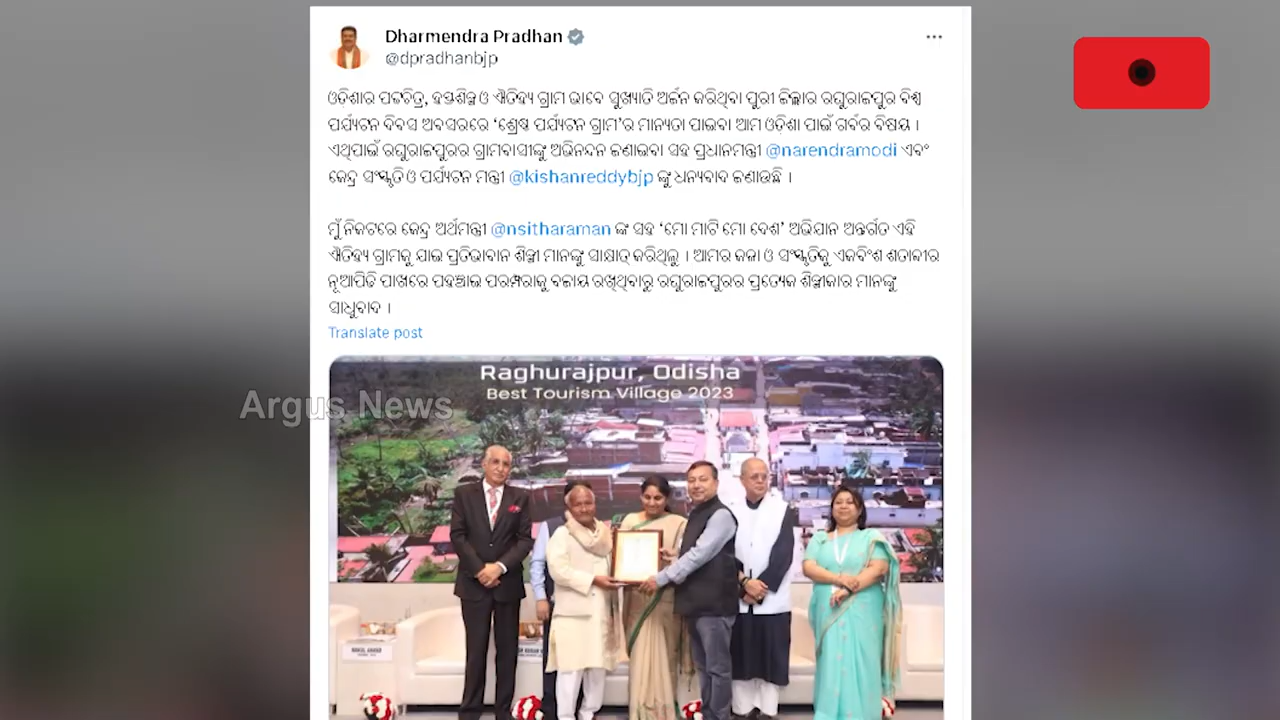 Dharmendra Pradhan
@dpradhanbjp
ଓଡ଼ିଶାର ପଟ୍ଟଚିତ୍ର, ହସ୍ତଶିଳ୍ପ ଓ ଐତିହ୍ୟ ଗ୍ରାମ ଭାବେ ସୁଖ୍ୟାତି ଅର୍ଜନ କରିଥିବା ପୁରୀ ଜିଲ୍ଲାର ରଘୁରାଜପୁର ବିଶ୍ୱ
ପର୍ଯ୍ୟଟନ ଦିବସ ଅବସରରେ ‘ଶ୍ରେଷ୍ଠ ପର୍ଯ୍ୟଟନ ଗ୍ରାମ’ର ମାନ୍ୟତା ପାଇବା ଆମ ଓଡ଼ିଶା ପାଇଁ ଗର୍ବର ବିଷୟ ।
ଏଥିପାଇଁ ରଘୁରାଜପୁରର ଗ୍ରାମବାସୀଙ୍କୁ ଅଭିନନ୍ଦନ ଜଣାଇବା ସହ ପ୍ରଧାନମନ୍ତ୍ରୀ @narendramodi ଏବଂ
କେନ୍ଦ୍ର ସଂସ୍କୃତି ଓ ପର୍ଯ୍ୟଟନ ମନ୍ତ୍ରୀ @kishanreddybjp ଙ୍କୁ ଧନ୍ୟବାଦ ଜଣାଉଛି ।
ମୁଁ ନିକଟରେ କେନ୍ଦ୍ର ଅର୍ଥମନ୍ତ୍ରୀ @nsitharaman ଙ୍କ ସହ ‘ମୋ ମାଟି ମୋ ଦେଶ’ ଅଭିଯାନ ଅନ୍ତର୍ଗତ ଏହି
ଐତିହ୍ୟ ଗ୍ରାମକୁ ଯାଇ ପ୍ରତିଭାବାନ ଶିଳ୍ପୀ ମାନଙ୍କୁ ସାକ୍ଷାତ୍ କରିଥିଲୁ । ଆମର କଳା ଓ ସଂସ୍କୃତିକୁ ଏକବିଂଶ ଶତାବ୍ଦୀର
ନୂଆପିଢି ପାଖରେ ପହଞ୍ଚାଇ ପରମ୍ପରାକୁ ବଜାୟ ରଖିଥିବାରୁ ରଘୁରାଜପୁରର ପ୍ରତ୍ୟେକ ଶିଳ୍ପୀକାର ମାନଙ୍କୁ
ସାଧୁବାଦ ।
Translate post
Raghurajpur, Odisha
Best Tourism Village 2023
Argus News